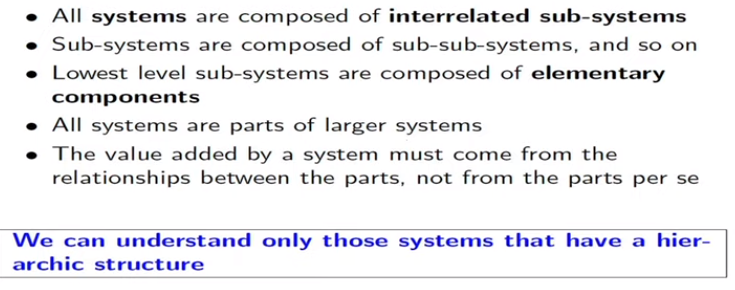 • All systems are composed of interrelated sub-systems
• Sub-systems are composed of sub-sub-systems, and so on
• Lowest level sub-systems are composed of elementary
components
• All systems are parts of larger systems
• The value added by a system must come from the
relationships between the parts, not from the parts per se
We can understand only those systems that have a hier-
archic structure